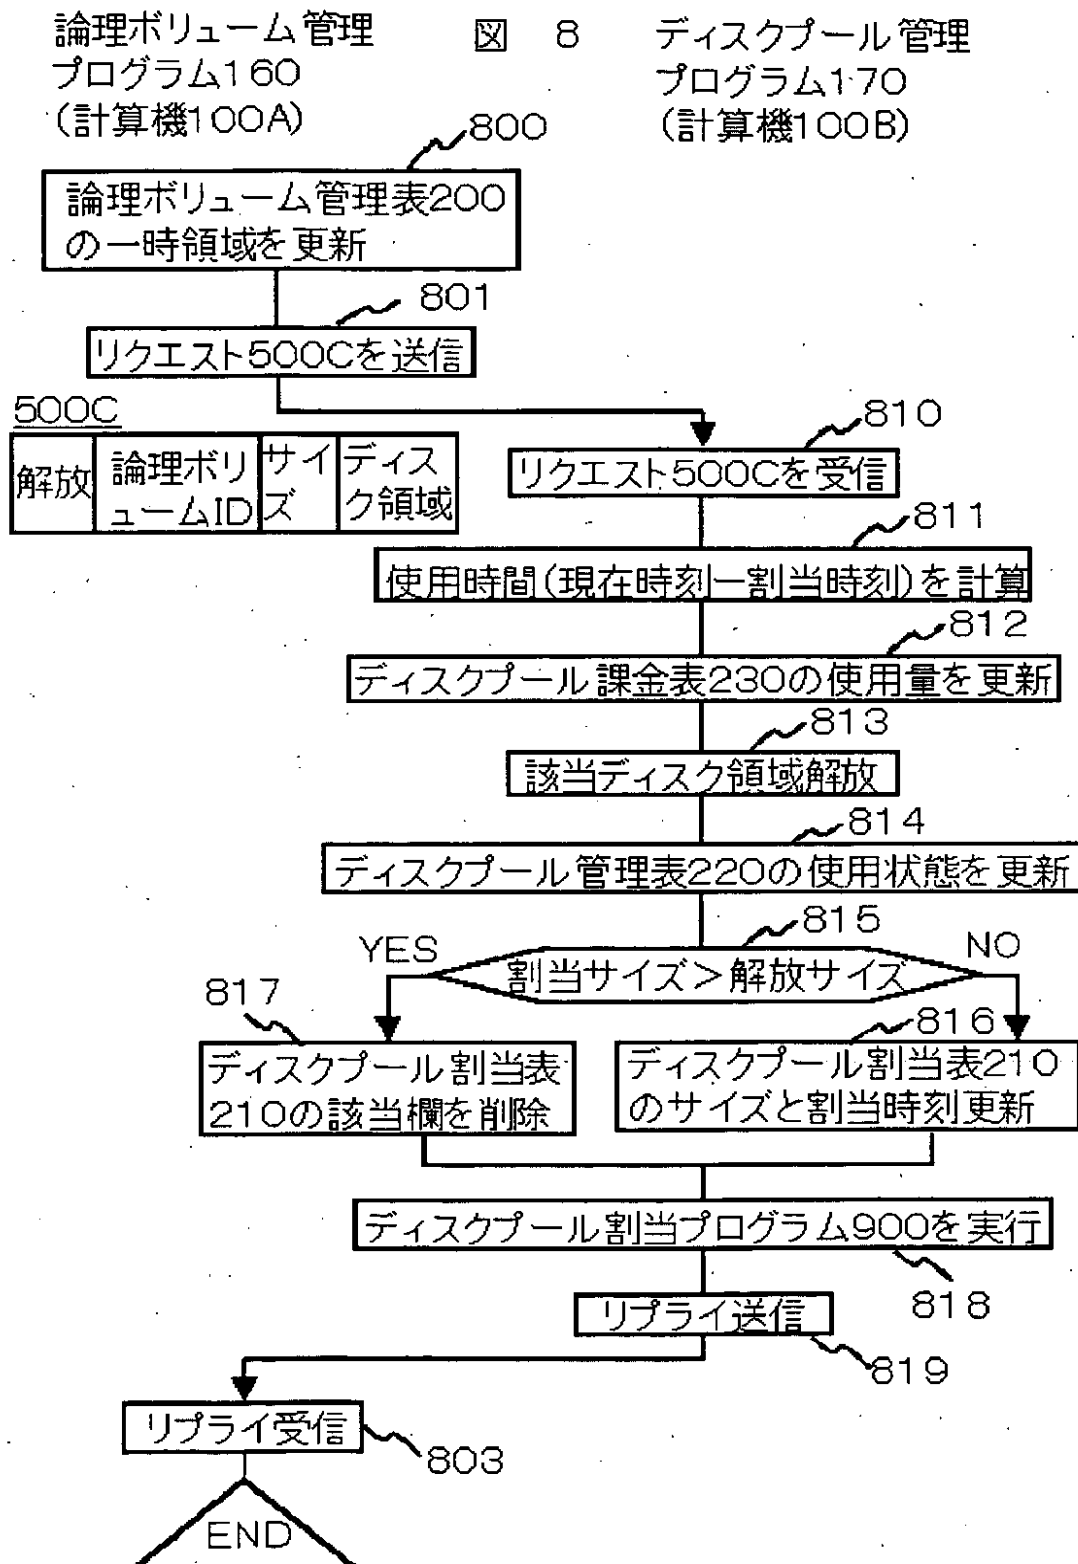 論理ボリューム管理
プログラム160
(計算機100A)
図 8
ディスクプール管理
プログラム170
(計算機100B)
800
論理ボリューム管理表200
の一時領域を更新
801
リクエスト500Cを送信
500C
解放
論理ボリ
ュームID
サイ
ズ
ディス
ク領域
810
リクエスト500Cを受信
811
使用時間(現在時刻ー割当時刻)を計算
812
ディスクプール課金表230の使用量を更新
813
該当ディスク領域解放
814
ディスクプール管理表220の使用状態を更新
815
YES
割当サイズ>解放サイズ
NO
817
ディスクプール割当表
210の該当欄を削除
816
ディスクプール割当表210
のサイズと割当時刻更新
ディスクプール割当プログラム900を実行
818
リプライ送信
819
リプライ受信
803
END